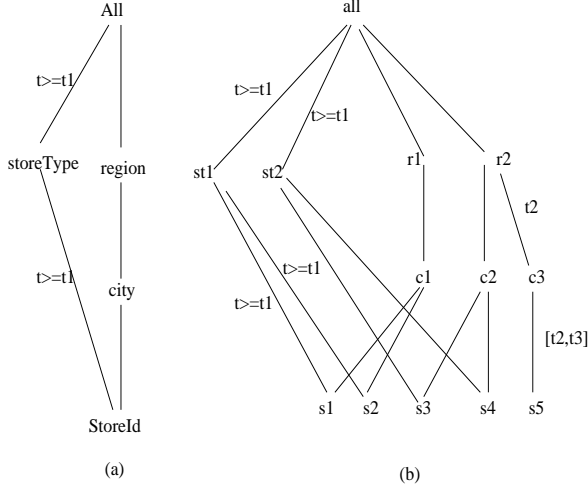 All
all
t>=t1
t>=t1
t>=t1
storeType
region
st1
st2
r1
r2
t2
t>=t1
city
t>=t1
t>=t1
c1
c2
c3
[t2,t3]
StoreId
s1
s2
s3
s4
s5
(a)
(b)